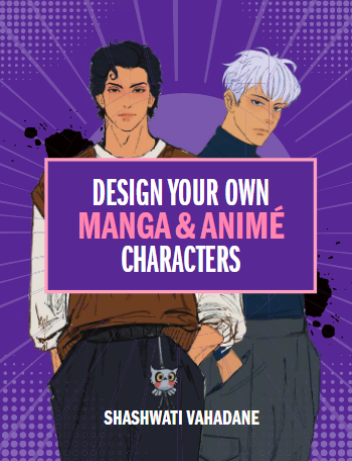 DESIGN YOUR OWN
MANGA & ANIMÉ
CHARACTERS
SHASHWATI VAHADANE